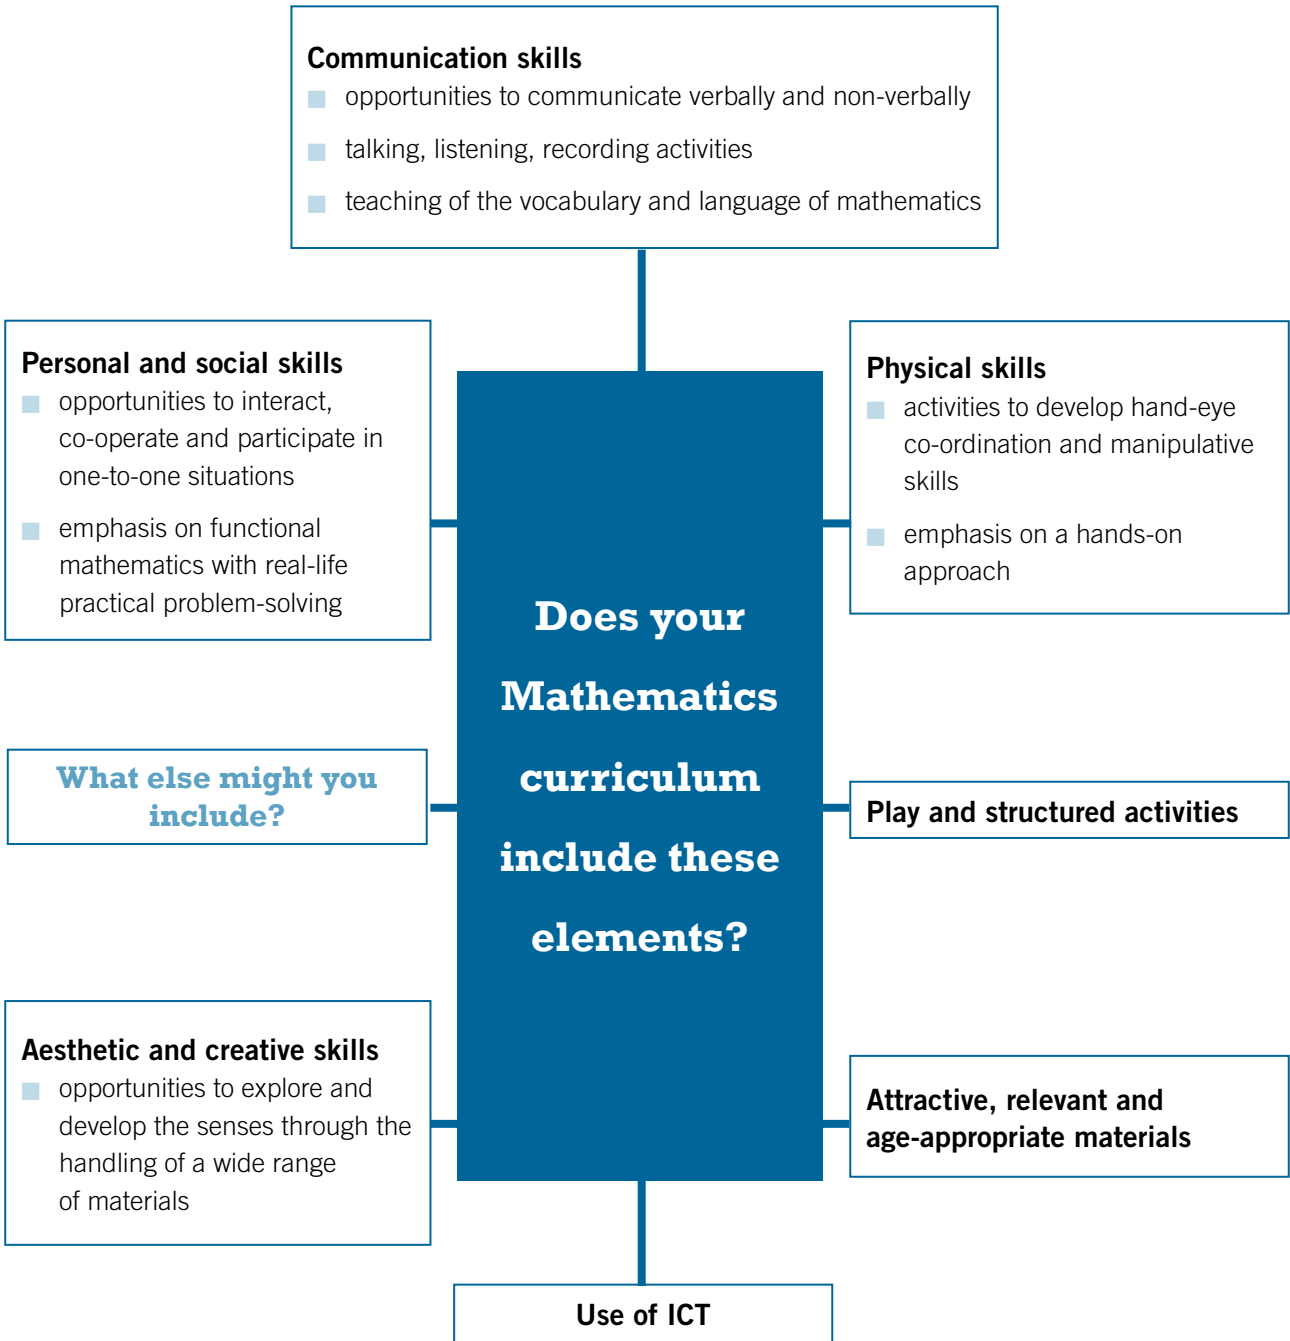 Communication skills
opportunities to communicate verbally and non-verbally
talking, listening, recording activities
teaching of the vocabulary and language of mathematics
Personal and social skills
opportunities to interact,
co-operate and participate in
one-to-one situations
emphasis on functional
mathematics with real-life
practical problem-solving
Physical skills
activities to develop hand-eye
co-ordination and manipulative
skills
emphasis on a hands-on
approach
Does your
Mathematics
curriculum
include these
elements?
What else might you
include?
Play and structured activities
Aesthetic and creative skills
opportunities to explore and
develop the senses through the
handling of a wide range
of materials
Attractive, relevant and
age-appropriate materials
Use of ICT